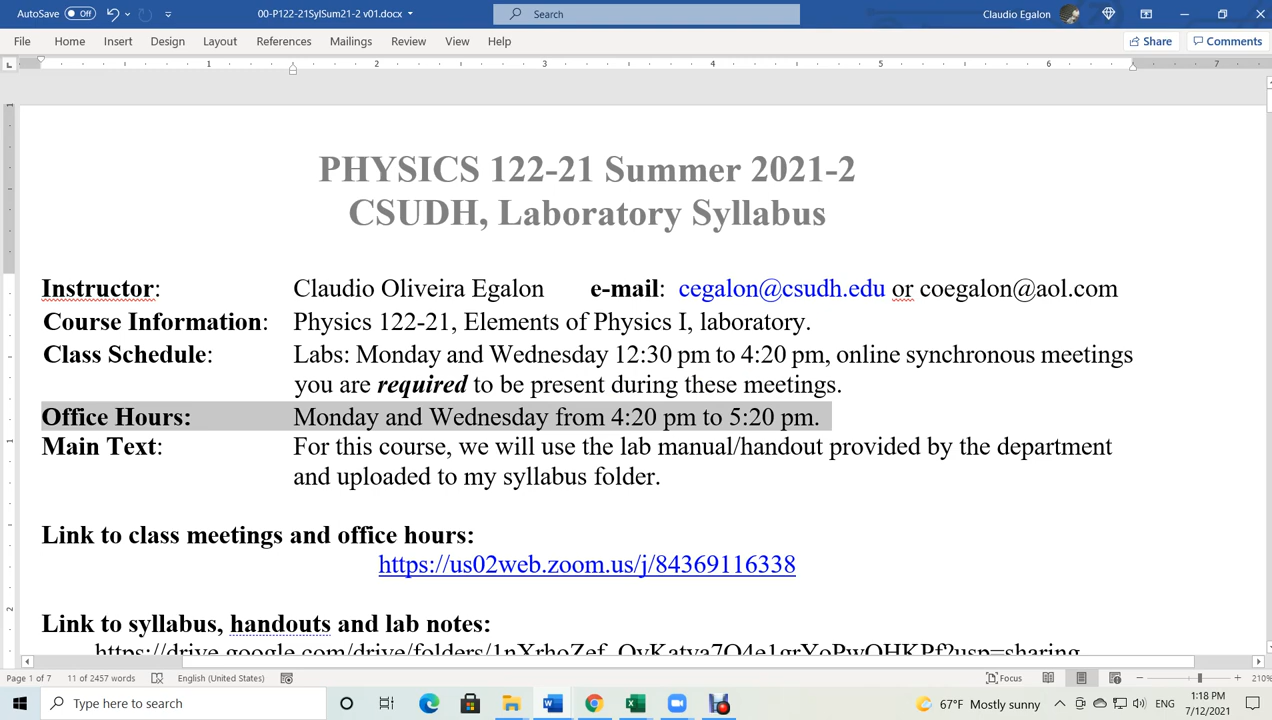 AutoSave Off
00-P122-21SylSum21-2 v01.docx
Search
Claudio Egalon
File Home Insert Design Layout References Mailings Review View Help
Share Comments
1 2 3 4 5 6 7
PHYSICS 122-21 Summer 2021-2
CSUDH, Laboratory Syllabus
Instructor: Claudio Oliveira Egalon e-mail: cegalon@csudh.edu or coegalon@aol.com
Course Information: Physics 122-21, Elements of Physics I, laboratory.
Class Schedule: Labs: Monday and Wednesday 12:30 pm to 4:20 pm, online synchronous meetings
you are required to be present during these meetings.
Office Hours: Monday and Wednesday from 4:20 pm to 5:20 pm.
Main Text: For this course, we will use the lab manual/handout provided by the department
and uploaded to my syllabus folder.
Link to class meetings and office hours:
https://us02web.zoom.us/j/84369116338
Link to syllabus, handouts and lab notes:
Page 1 of 7 11 of 2457 words English (United States) Focus 210%
Type here to search
67°F Mostly sunny ENG
1:18 PM
7/12/2021